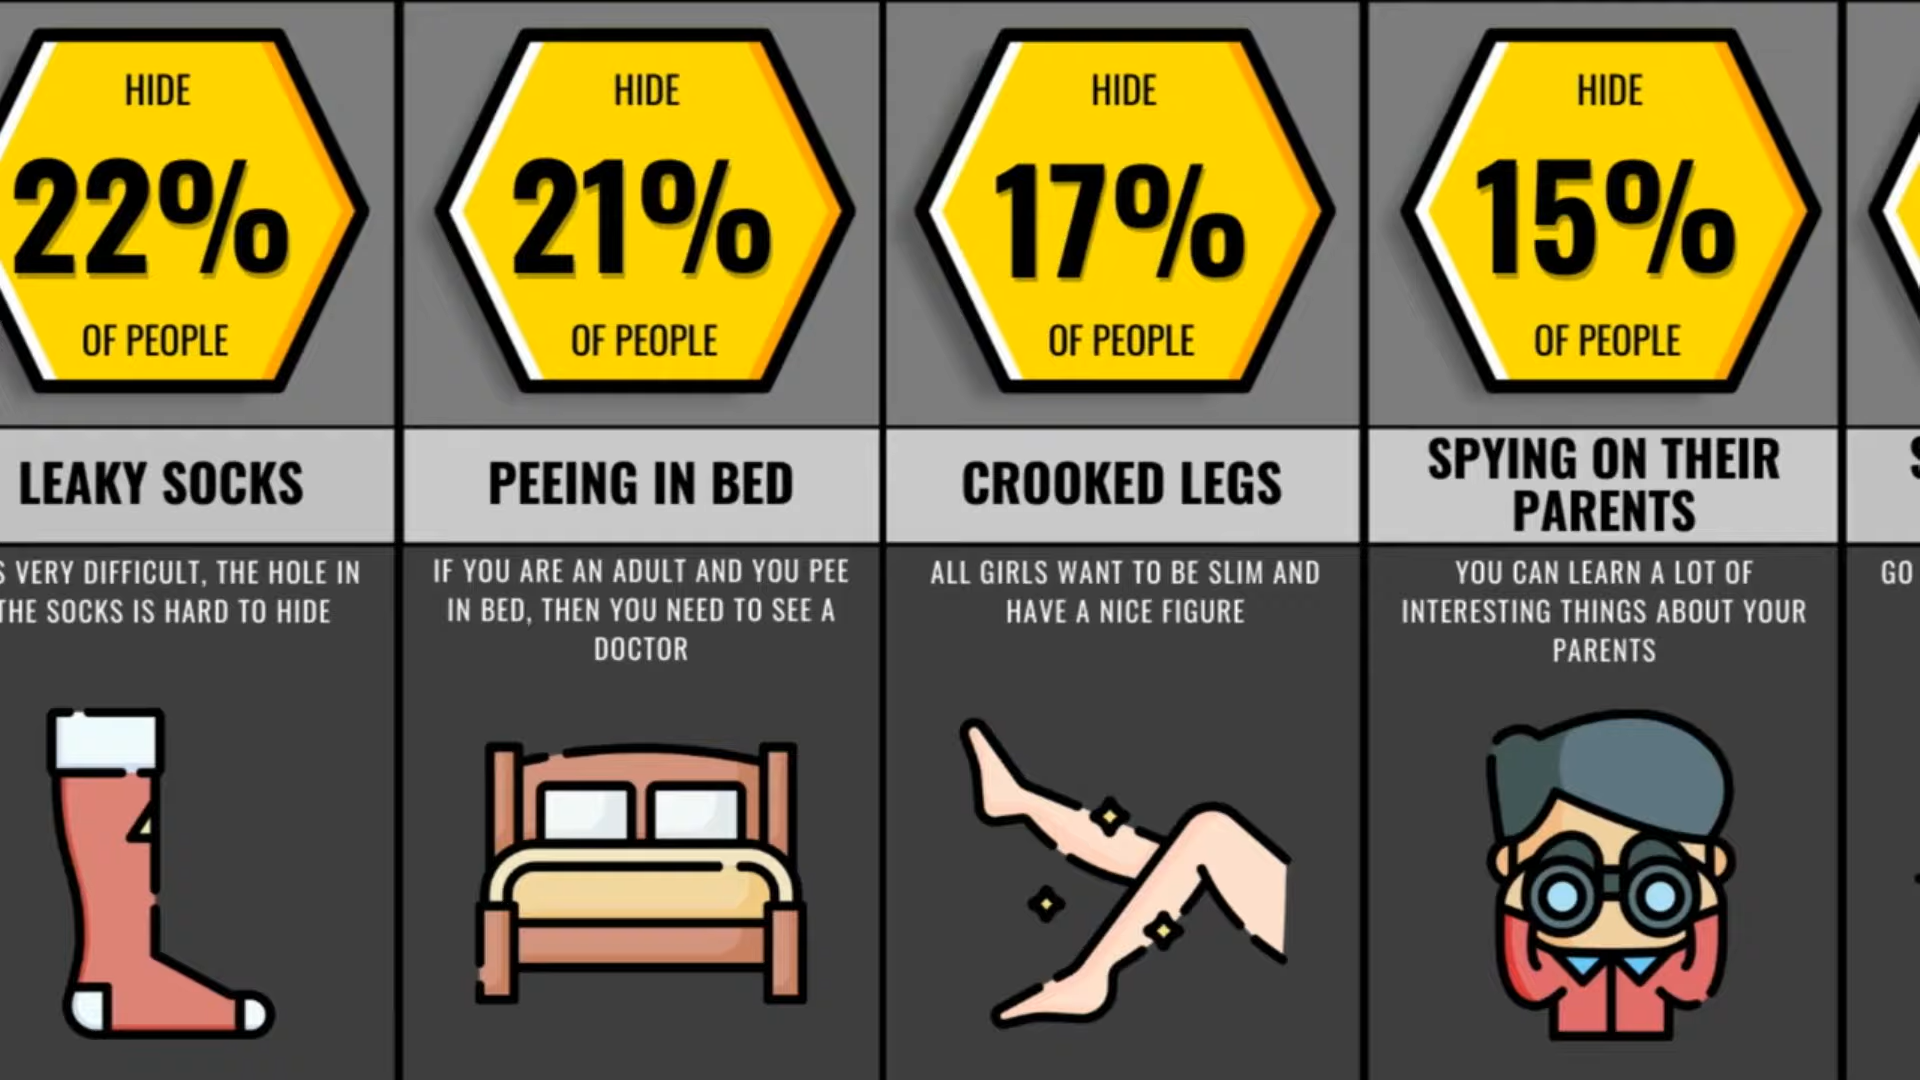 HIDE
22%
OF PEOPLE
LEAKY SOCKS
VERY DIFFICULT, THE HOLE IN
THE SOCKS IS HARD TO HIDE
HIDE
21%
OF PEOPLE
PEEING IN BED
IF YOU ARE AN ADULT AND YOU PEE
IN BED, THEN YOU NEED TO SEE A
DOCTOR
HIDE
17%
OF PEOPLE
CROOKED LEGS
ALL GIRLS WANT TO BE SLIM AND
HAVE A NICE FIGURE
HIDE
15%
OF PEOPLE
SPYING ON THEIR
PARENTS
YOU CAN LEARN A LOT OF
INTERESTING THINGS ABOUT YOUR
PARENTS
GO